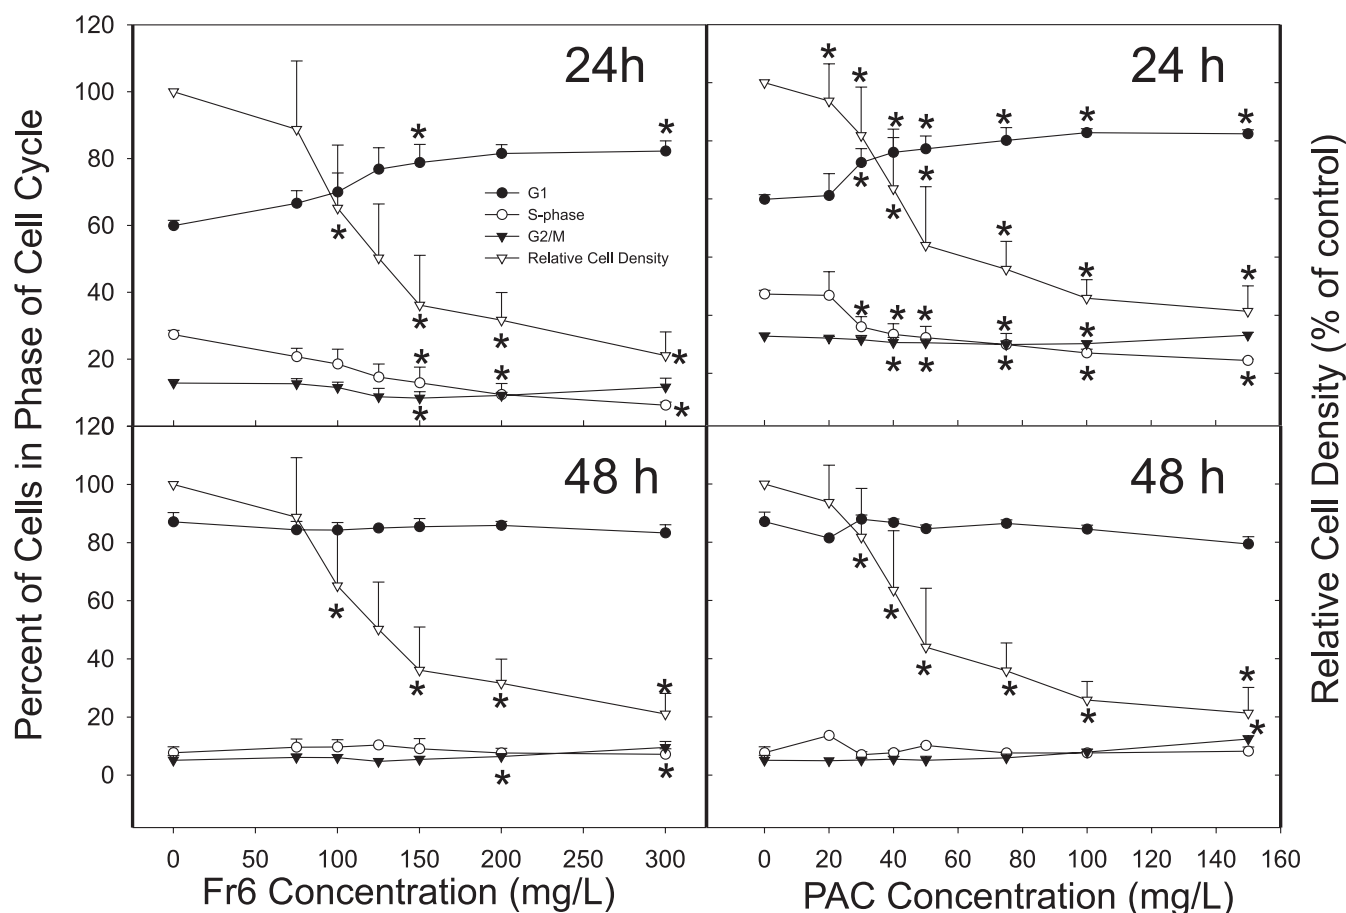 120
100
80
60
40
20
120
100
80
60
40
20
0
Percent of Cells in Phase of Cell Cycle
24h
* * * * * * * * * *
G1
S-phase
G2/M
Relative Cell Density
24 h
* * * * * * * * * * * * * * * * * * * * * * * *
48 h
* * * * * *
48 h
* * * * * * *
Relative Cell Density (% of control)
0 50 100 150 200 250 300
Fr6 Concentration (mg/L)
0 20 40 60 80 100 120 140 160
PAC Concentration (mg/L)